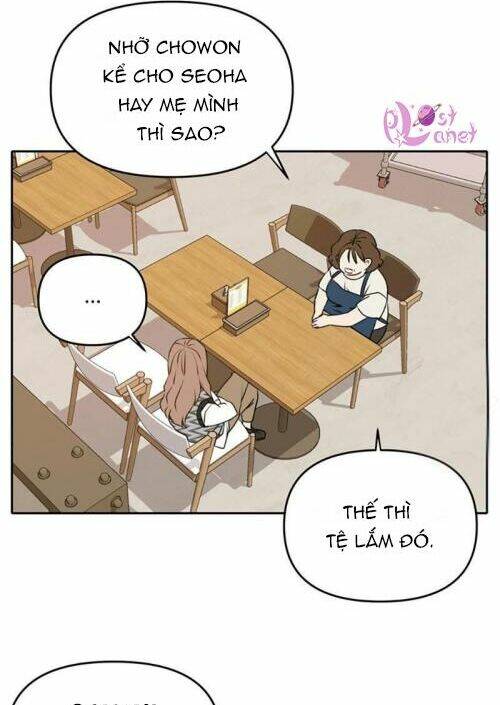 NHỠ CHOWON
KỂ CHO SEOHA
HAY MẸ MÌNH
THÌ SAO?
Lost
Planet
...
THẾ THÌ
TỆ LẮM ĐÓ.